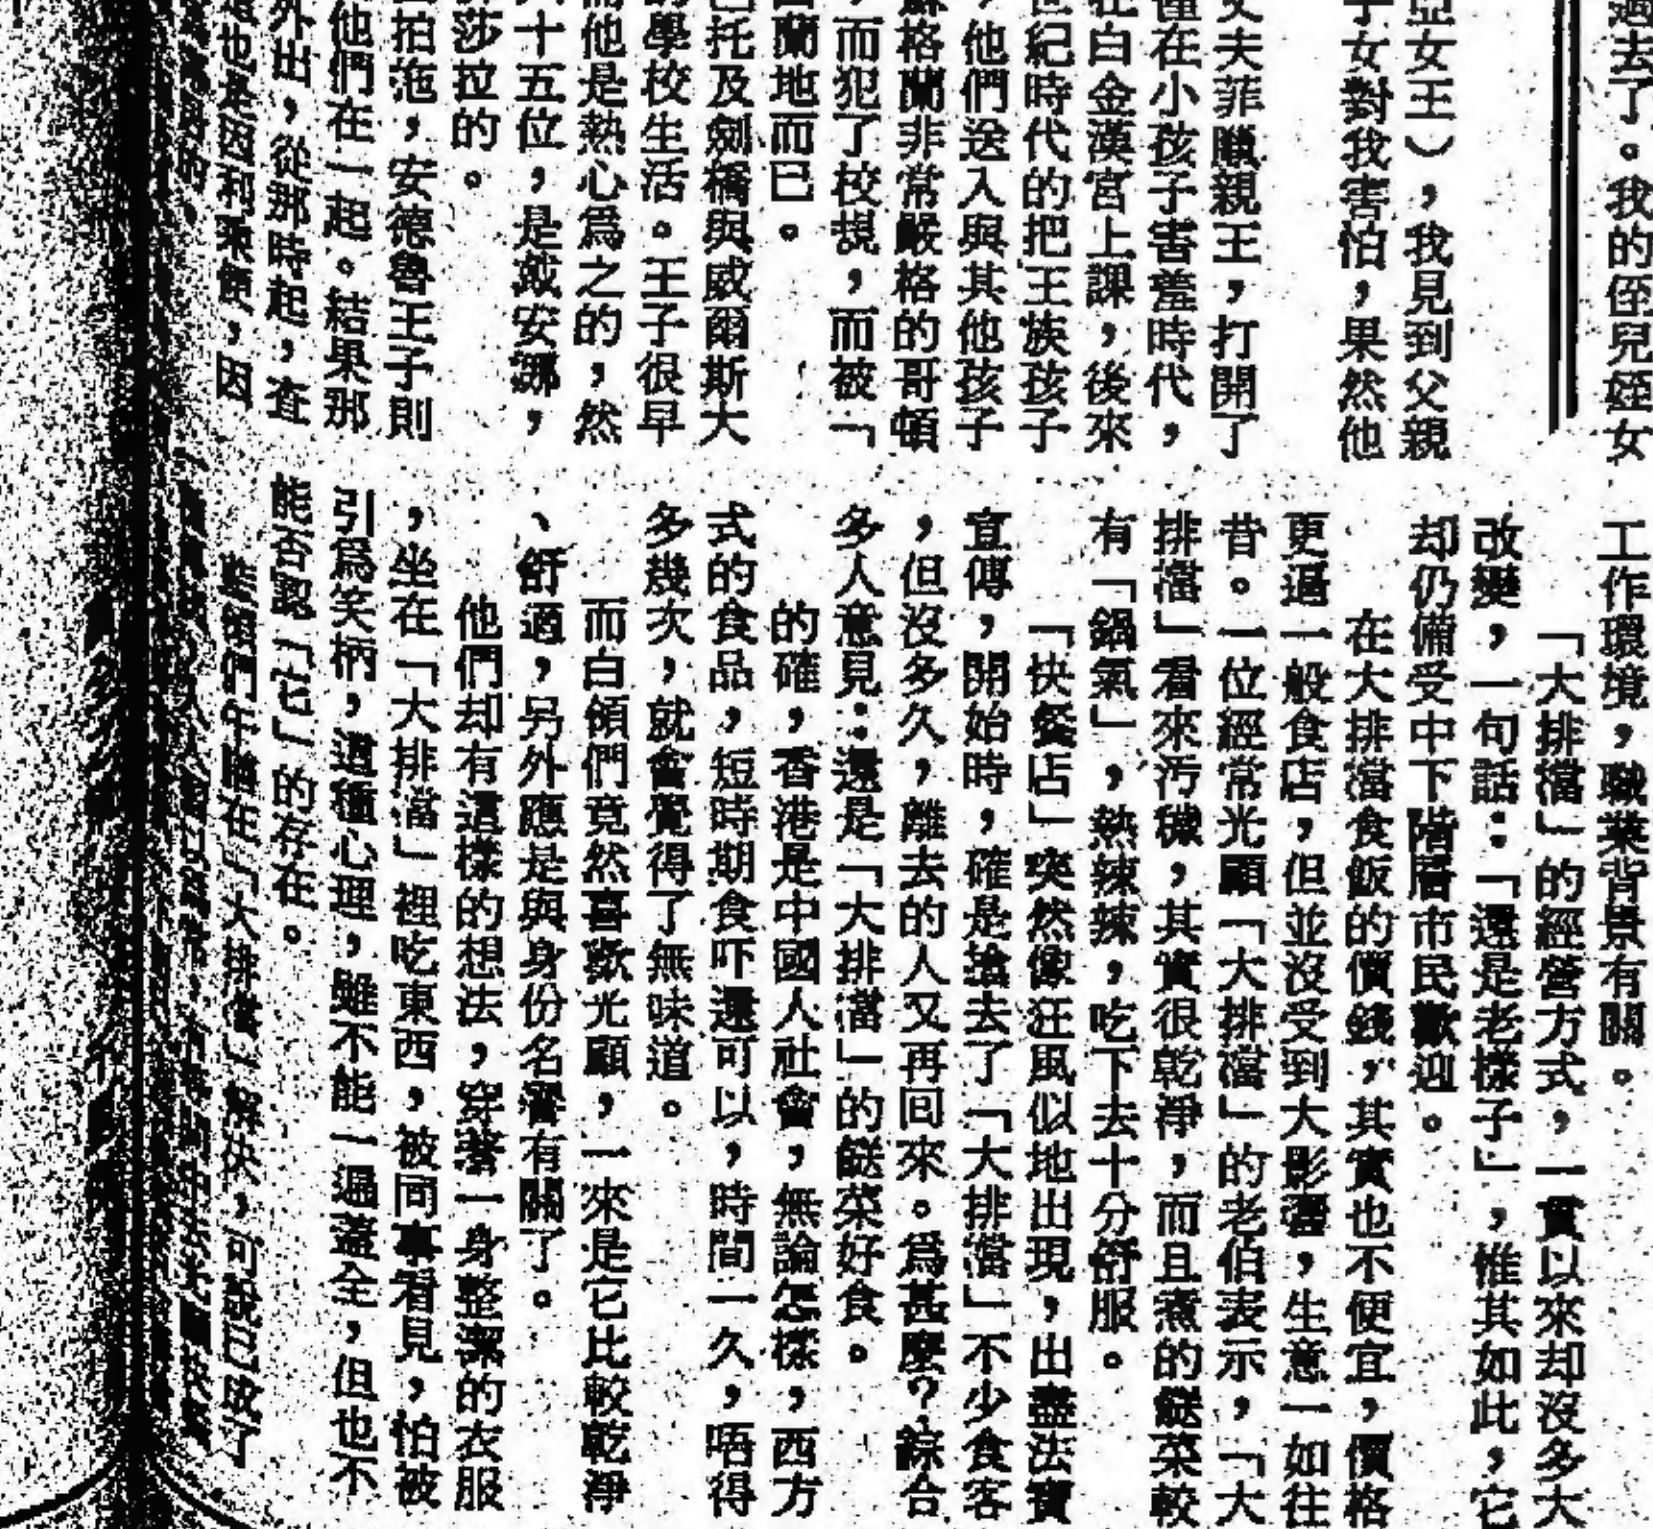 過去了。我的侄兒姪女
亞女王），我見到父親
子女對我害怕，果然他
丈夫菲臘親王，打開了
僅在小孩子害羞時代，
在白金漢宮上課，後來
世紀時代的把王族孩子
，他們送入與其他孩子
蘇格蘭非常嚴格的哥頓
，而犯了校規，而被「
蘭地而已。
托及劍橋與威爾斯大
的學校生活。王子很早
而他是熱心爲之的，然
十五位，是戴安娜，
莎拉的。
拍拖，安德魯王子則
他們在一起。結果那
外出，從那時起，查
工作環境，職業背景有關。
「大排檔」的經營方式，一貫以來却沒多大
改變，一句話：「還是老樣子」，惟其如此，它
却仍備受中下階層市民歡迎。
在大排檔食飯的價錢，其實也不便宜，價格
更逼一般食店，但並沒受到大影響，生意一如往
昔。一位經常光顧「大排檔」的老伯表示，「大
排檔」看來汚穢，其實很乾淨，而且煮的餸菜較
有「鍋氣」，熱辣辣，吃下去十分舒服。
「快餐店」突然像狂風似地出現，出盡法寶
宣傳，開始時，確是搶去了「大排檔」不少食客
，但沒多久，離去的人又再回來。爲甚麼？綜合
多人意見：還是「大排檔」的餸菜好食。
的確，香港是中國人社會，無論怎樣，西方
式的食品，短時期食吓還可以，時間一久，唔得
多幾次，就會覺得了無味道。
而白領們竟然喜歡光顧，一來是它比較乾淨
、舒適，另外應是與身份名譽有關了。
他們却有這樣的想法，穿著一身整潔的衣服
，坐在「大排檔」裡吃東西，被同事看見，怕被
引爲笑柄，這種心理，雖不能一遍蓋全，但也不
能否認「它」的存在。
們午膳在「大排檔」解決，可說已成了